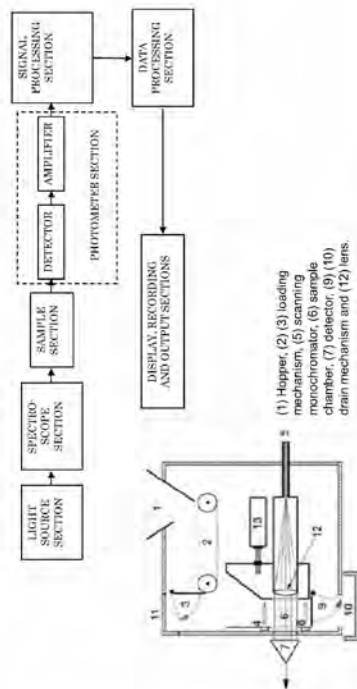 LIGHT
SOURCE
SECTION
SPECTRO-
SCOPE
SECTION
SAMPLE
SECTION
DETECTOR
AMPLIFIER
PHOTOMETER SECTION
SIGNAL
PROCESSING
SECTION
DATA
PROCESSING
SECTION
DISPLAY, RECORDING
AND OUTPUT SECTIONS
1
2
3
4
5
6
7
8
9
10
11
12
13
(1) Hopper, (2) (3) loading
mechanism, (5) scanning
monochromator, (6) sample
chamber, (7) detector, (9) (10)
drain mechanism and (12) lens.